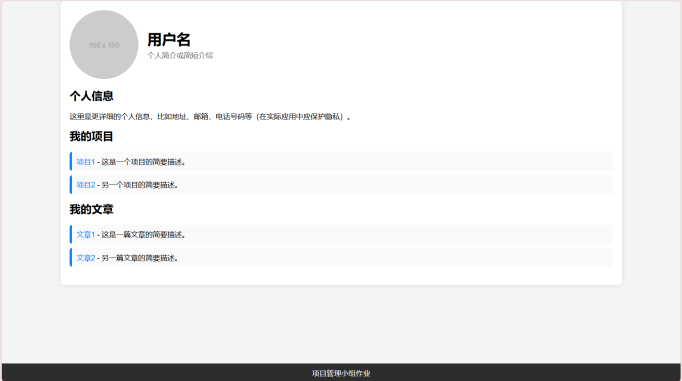 150 x 150
用户名
个人简介或简短介绍
个人信息
这里是更详细的个人信息，比如地址、邮箱、电话号码等（在实际应用中应保护隐私）。
我的项目
项目1 - 这是一个项目的简要描述。
项目2 - 另一个项目的简要描述。
我的文章
文章1 - 这是一篇文章的简要描述。
文章2 - 另一篇文章的简要描述。
项目管理小组作业